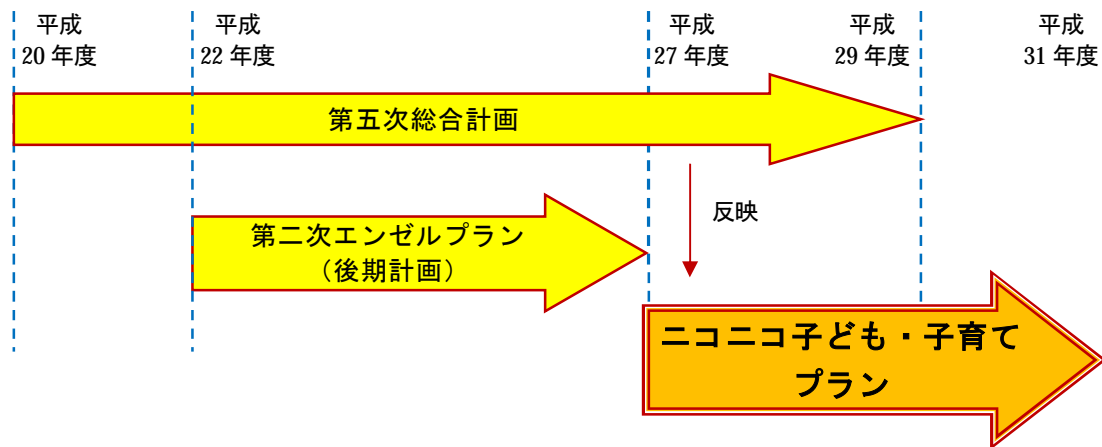 平成
20 年度
平成
22 年度
平成
27 年度
平成
29 年度
平成
31 年度
第五次総合計画
反映
第二次エンゼルプラン
（後期計画）
ニコニコ子ども・子育て
プラン